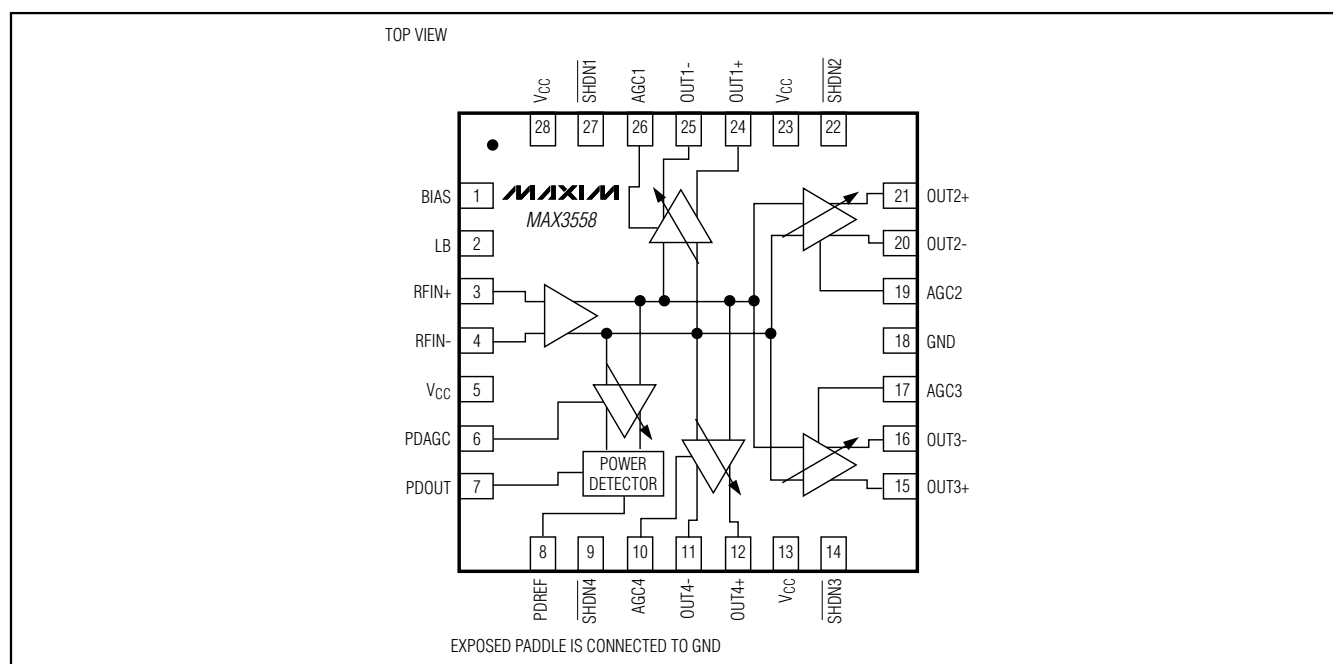 TOP VIEW
VCC
SHDN1
AGC1
OUT1-
OUT1+
VCC
SHDN2
28
27
26
25
24
23
22
BIAS 1
LB 2
RFIN+ 3
RFIN- 4
VCC 5
PDAGC 6
PDOUT 7
MAXIM
MAX3558
POWER
DETECTOR
21 OUT2+
20 OUT2-
19 AGC2
18 GND
17 AGC3
16 OUT3-
15 OUT3+
8
9
10
11
12
13
14
PDREF
SHDN4
AGC4
OUT4-
OUT4+
VCC
SHDN3
EXPOSED PADDLE IS CONNECTED TO GND